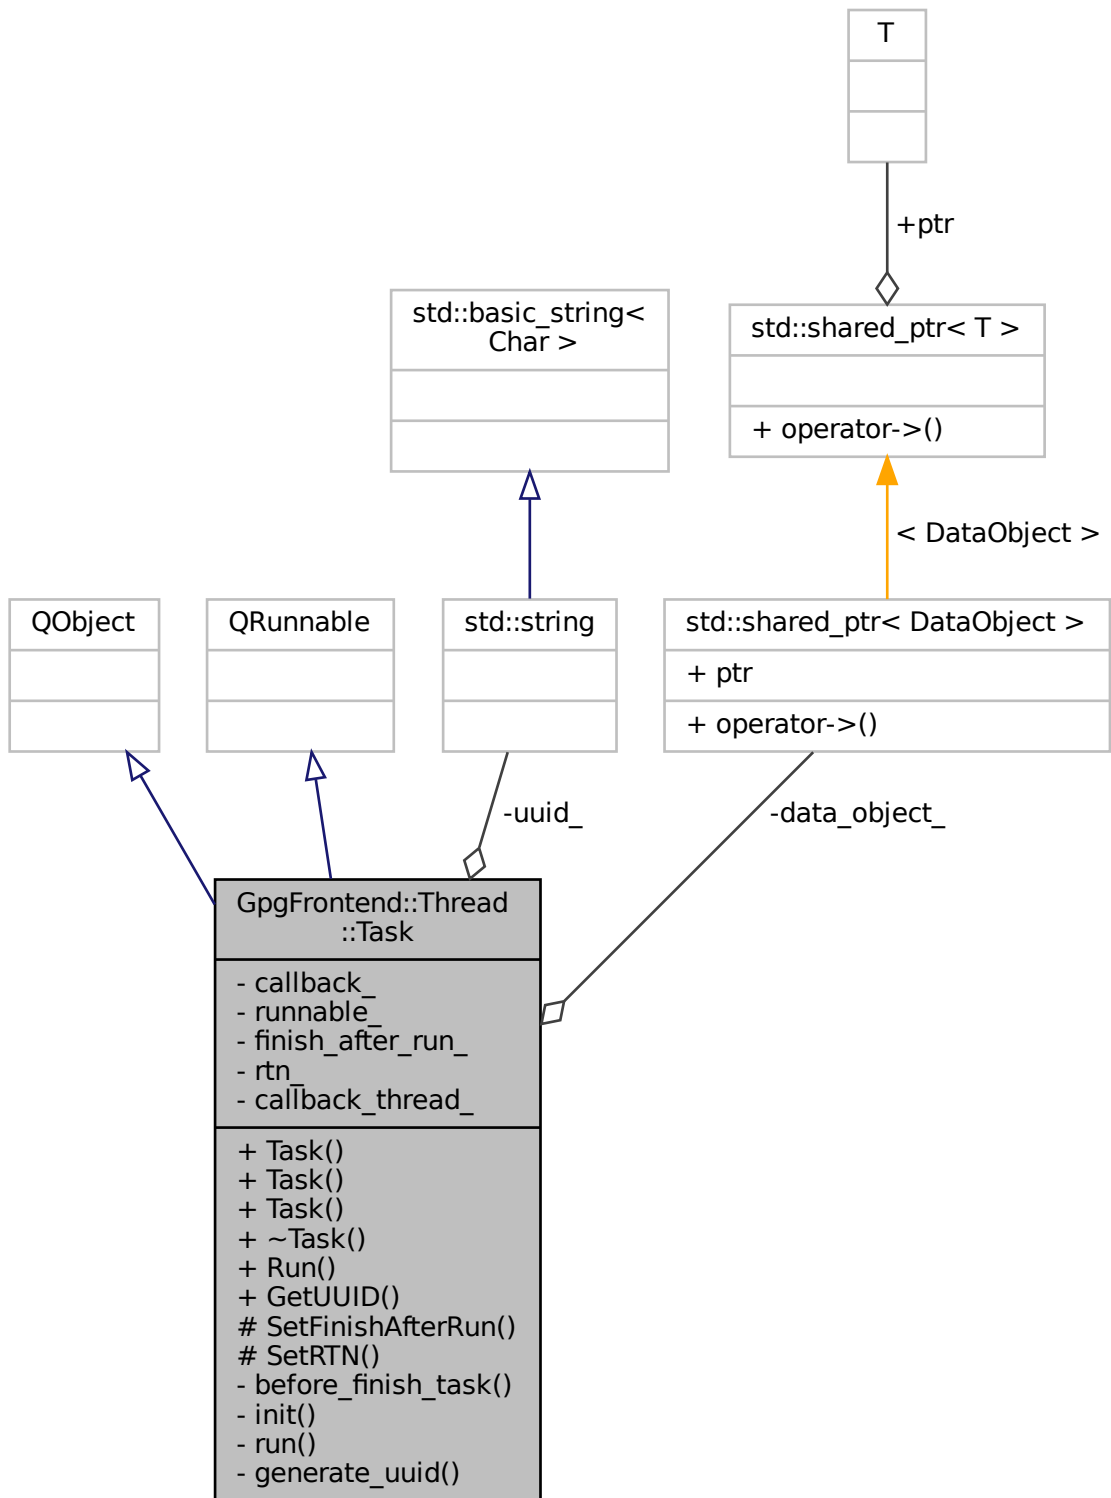 T
+ptr
std::basic_string<
Char >
std::shared_ptr< T >
+ operator->()
< DataObject >
QObject
QRunnable
std::string
std::shared_ptr< DataObject >
+ ptr
+ operator->()
-uuid_
-data_object_
GpgFrontend::Thread
::Task
- callback_
- runnable_
- finish_after_run_
- rtn_
- callback_thread_
+ Task()
+ Task()
+ Task()
+ ~Task()
+ Run()
+ GetUUID()
# SetFinishAfterRun()
# SetRTN()
- before_finish_task()
- init()
- run()
- generate_uuid()